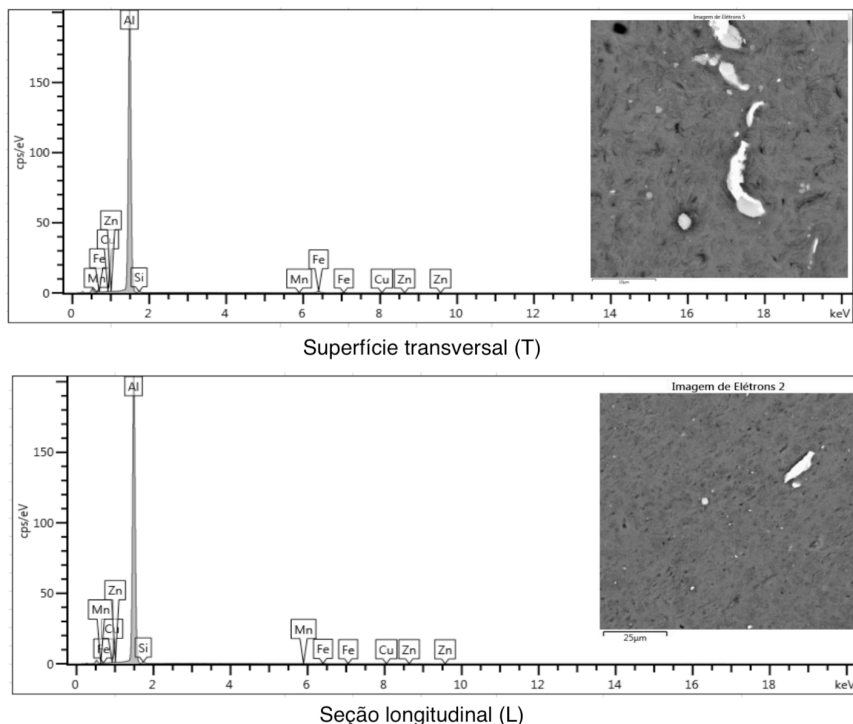 Imagem de Elétrons 5
Al
150
100
50
0
cps/eV
Zn
Cu
Fe
Mn
Si
Mn
Fe
Fe
Cu
Zn
Zn
0 2 4 6 8 10 12 14 16 18 keV
Superfície transversal (T)
Imagem de Elétrons 2
Al
150
100
50
0
cps/eV
Zn
Mn
Cu
Fe
Si
Mn
Fe
Fe
Cu
Zn
Zn
25µm
0 2 4 6 8 10 12 14 16 18 keV
Seção longitudinal (L)